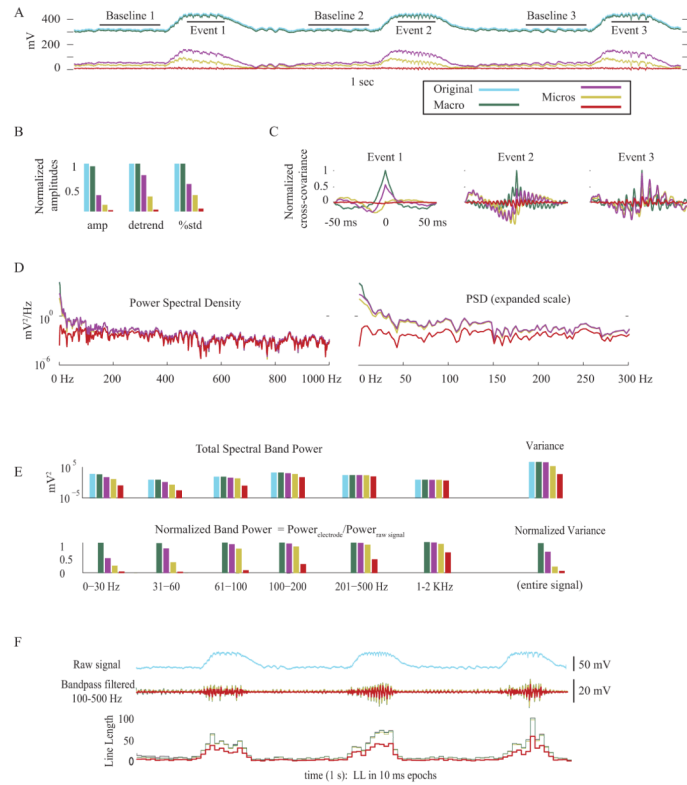 A
400
200
0
mV
Baseline 1
Baseline 2
Baseline 3
Event 1
Event 2
Event 3
1 sec
Original
Macro
Micros
B
Normalized
amplitudes
1
0.5
amp
detrend
%std
C
Normalized
cross-covariance
Event 1
Event 2
Event 3
1
0.5
0
-50 ms
0
50 ms
D
Power Spectral Density
PSD (expanded scale)
mV²/Hz
10⁰
10⁻⁶
0 Hz
200
400
600
800
1000 Hz
0 Hz
50
100
150
200
250
300 Hz
E
Total Spectral Band Power
Variance
mV²
10⁵
10⁻⁵
Normalized Band Power = Power electrode/Power raw signal
Normalized Variance
1
0.5
0
0−30 Hz
31−60
61−100
100−200
201−500 Hz
1-2 KHz
(entire signal)
F
Raw signal
50 mV
Bandpass filtered,
100-500 Hz
20 mV
Line Length
100
50
0
time (1 s): LL in 10 ms epochs